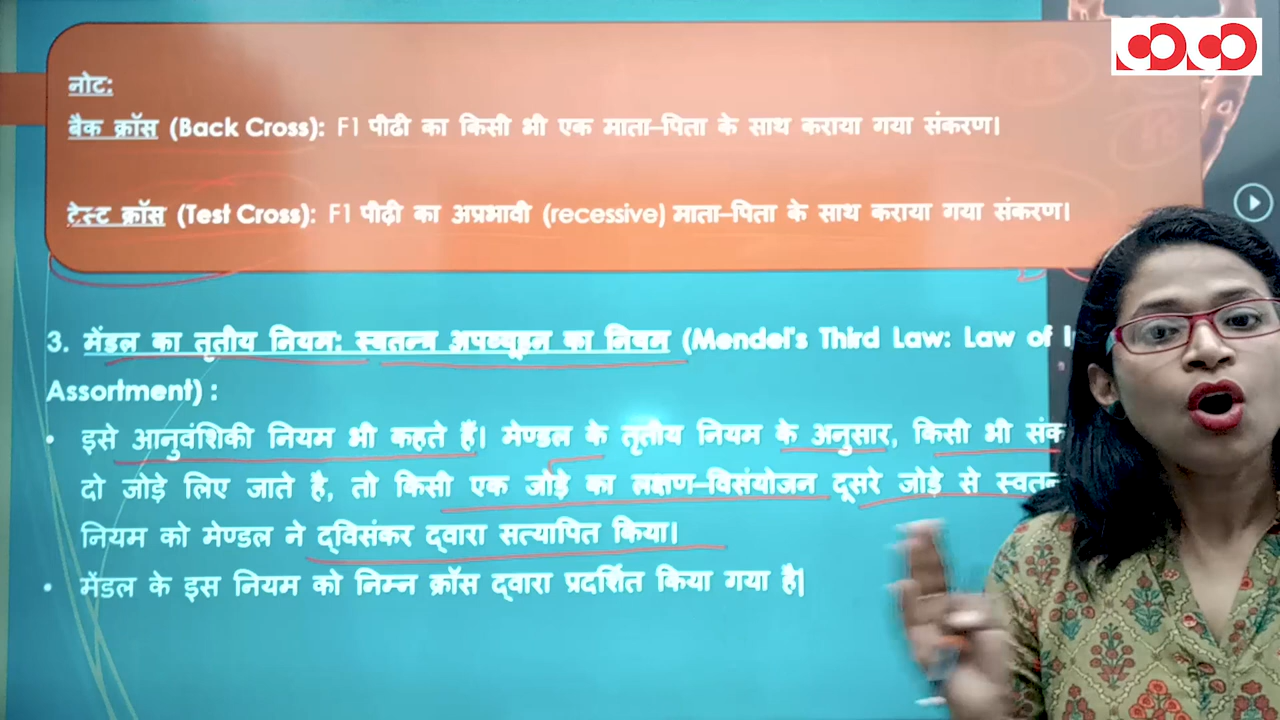 नोट:
बैक क्रॉस (Back Cross): F1 पीढी का किसी भी एक माता–पिता के साथ कराया गया संकरण।
टेस्ट क्रॉस (Test Cross): F1 पीढ़ी का अप्रभावी (recessive) माता–पिता के साथ कराया गया संकरण।
3. मेंडल का तृतीय नियम: स्वतन्त्र अपव्यूहन का नियम (Mendel's Third Law: Law of
Assortment) :
• इसे आनुवंशिकी नियम भी कहते हैं। मेण्डल के तृतीय नियम के अनुसार, किसी भी
दो जोड़े लिए जाते है, तो किसी एक जोड़े का लक्षण–विसंयोजन दूसरे जोड़े से
नियम को मेण्डल ने द्विसंकर द्वारा सत्यापित किया।
• मेंडल के इस नियम को निम्न क्रॉस द्वारा प्रदर्शित किया गया है|